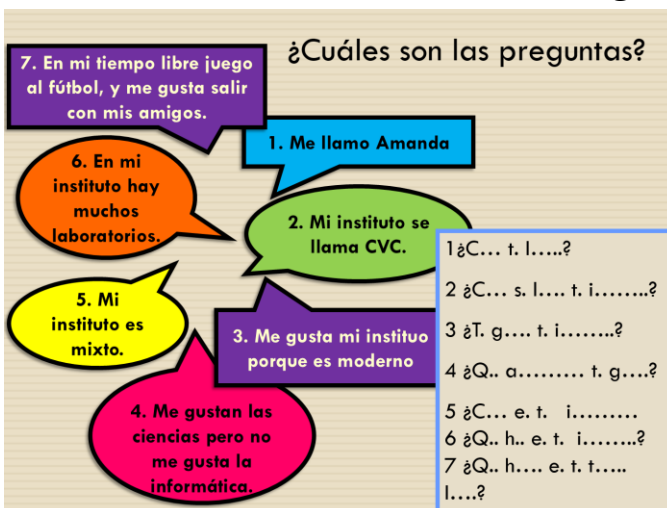 ¿Cuáles son las preguntas?
7. En mi tiempo libre juego
al fútbol, y me gusta salir
con mis amigos.
1. Me llamo Amanda
6. En mi
instituto hay
muchos
laboratorios.
2. Mi instituto se
llama CVC.
5. Mi
instituto es
mixto.
3. Me gusta mi instituo
porque es moderno
4. Me gustan las
ciencias pero no
me gusta la
informática.
1¿C... t. l.....?
2 ¿C... s. l.... t. i........?
3 ¿T. g.... t. i........?
4 ¿Q.. a......... t. g....?
5 ¿C... e. t. i.........
6 ¿Q.. h.. e. t. i........?
7 ¿Q.. h.... e. t. t.....
l....?